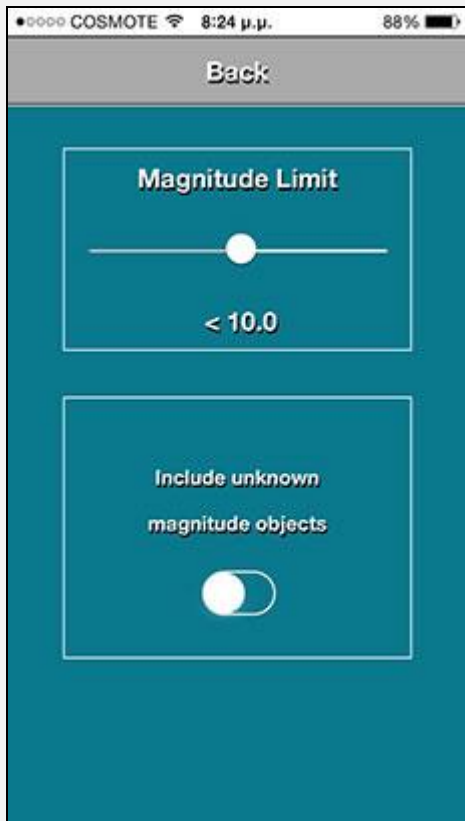 COSMOTE 8:24 μ.μ. 88%
Back
Magnitude Limit
< 10.0
Include unknown
magnitude objects